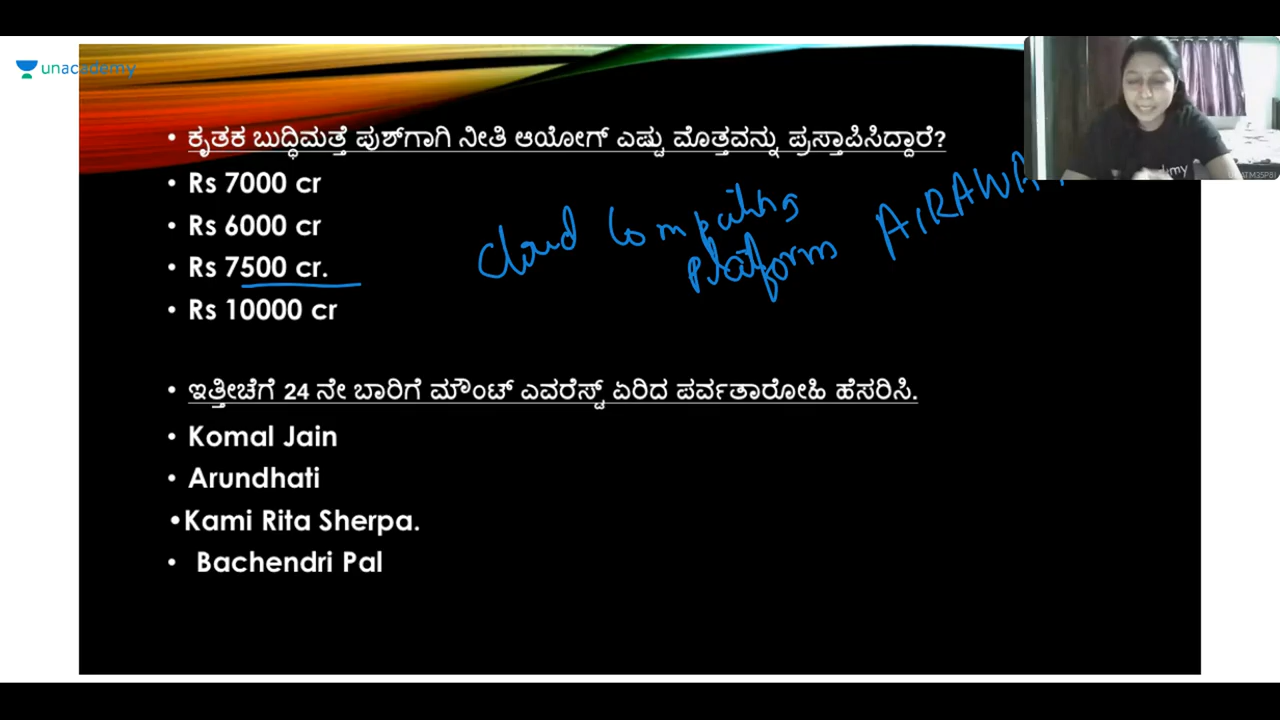 unacademy
• ಕೃತಕ ಬುದ್ಧಿಮತ್ತೆ ಪುಶ್‌ಗಾಗಿ ನೀತಿ ಆಯೋಗ್ ಎಷ್ಟು ಮೊತ್ತವನ್ನು ಪ್ರಸ್ತಾಪಿಸಿದ್ದಾರೆ?
• Rs 7000 cr
• Rs 6000 cr
• Rs 7500 cr.
• Rs 10000 cr
Cloud Computing
Platforms AIRAWA
• ಇತ್ತೀಚೆಗೆ 24 ನೇ ಬಾರಿಗೆ ಮೌಂಟ್ ಎವರೆಸ್ಟ್ ಏರಿದ ಪರ್ವತಾರೋಹಿ ಹೆಸರಿಸಿ.
• Komal Jain
• Arundhati
•Kami Rita Sherpa.
• Bachendri Pal